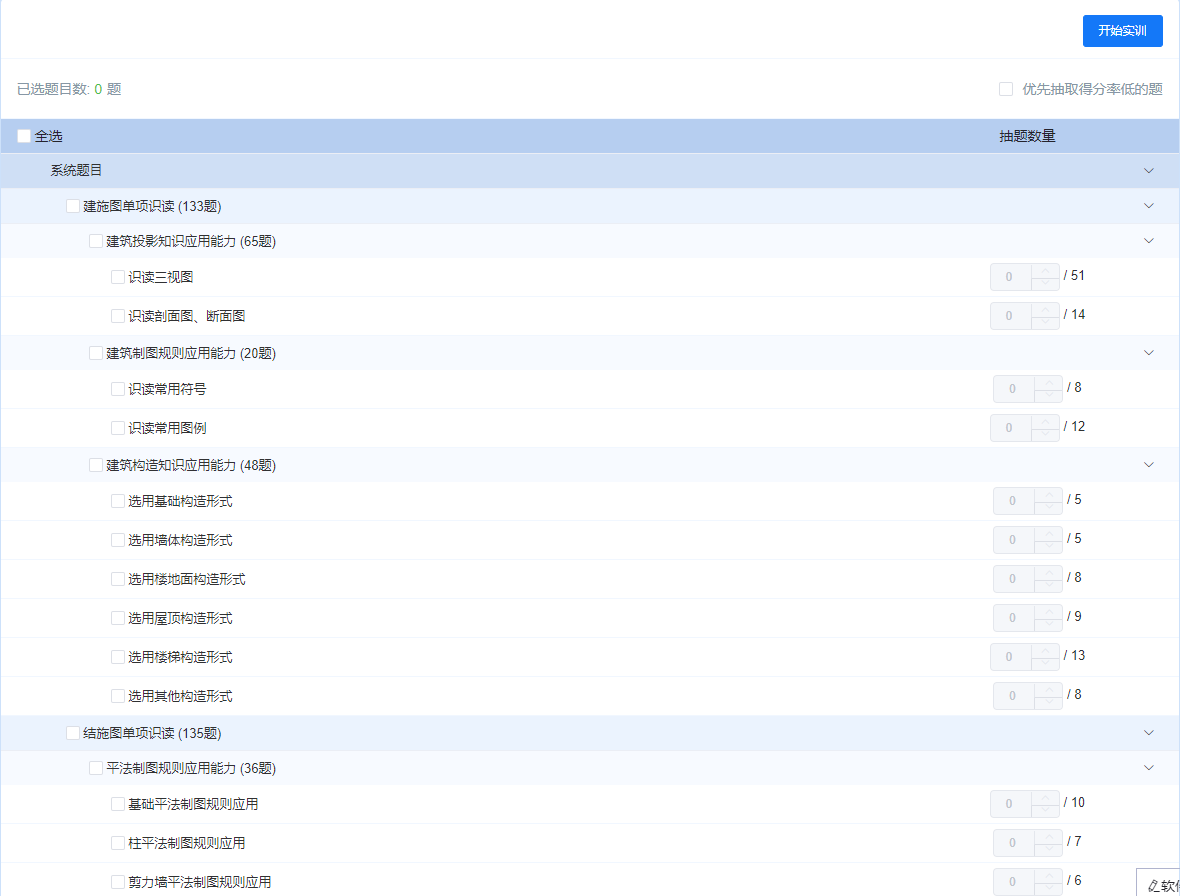 开始实训
已选题目数: 0 题 优先抽取得分率低的题
全选 抽题数量
系统题目
建施图单项识读 (133题)
建筑投影知识应用能力 (65题)
识读三视图 0 / 51
识读剖面图、断面图 0 / 14
建筑制图规则应用能力 (20题)
识读常用符号 0 / 8
识读常用图例 0 / 12
建筑构造知识应用能力 (48题)
选用基础构造形式 0 / 5
选用墙体构造形式 0 / 5
选用楼地面构造形式 0 / 8
选用屋顶构造形式 0 / 9
选用楼梯构造形式 0 / 13
选用其他构造形式 0 / 8
结施图单项识读 (135题)
平法制图规则应用能力 (36题)
基础平法制图规则应用 0 / 10
柱平法制图规则应用 0 / 7
剪力墙平法制图规则应用 0 / 6
软